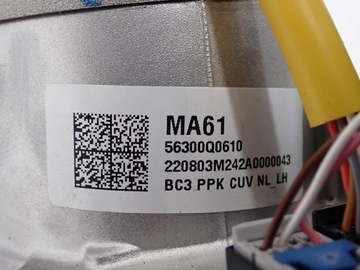 MA61
56300Q0610
220803M242A0000043
BC3 PPK CUV NL_LH